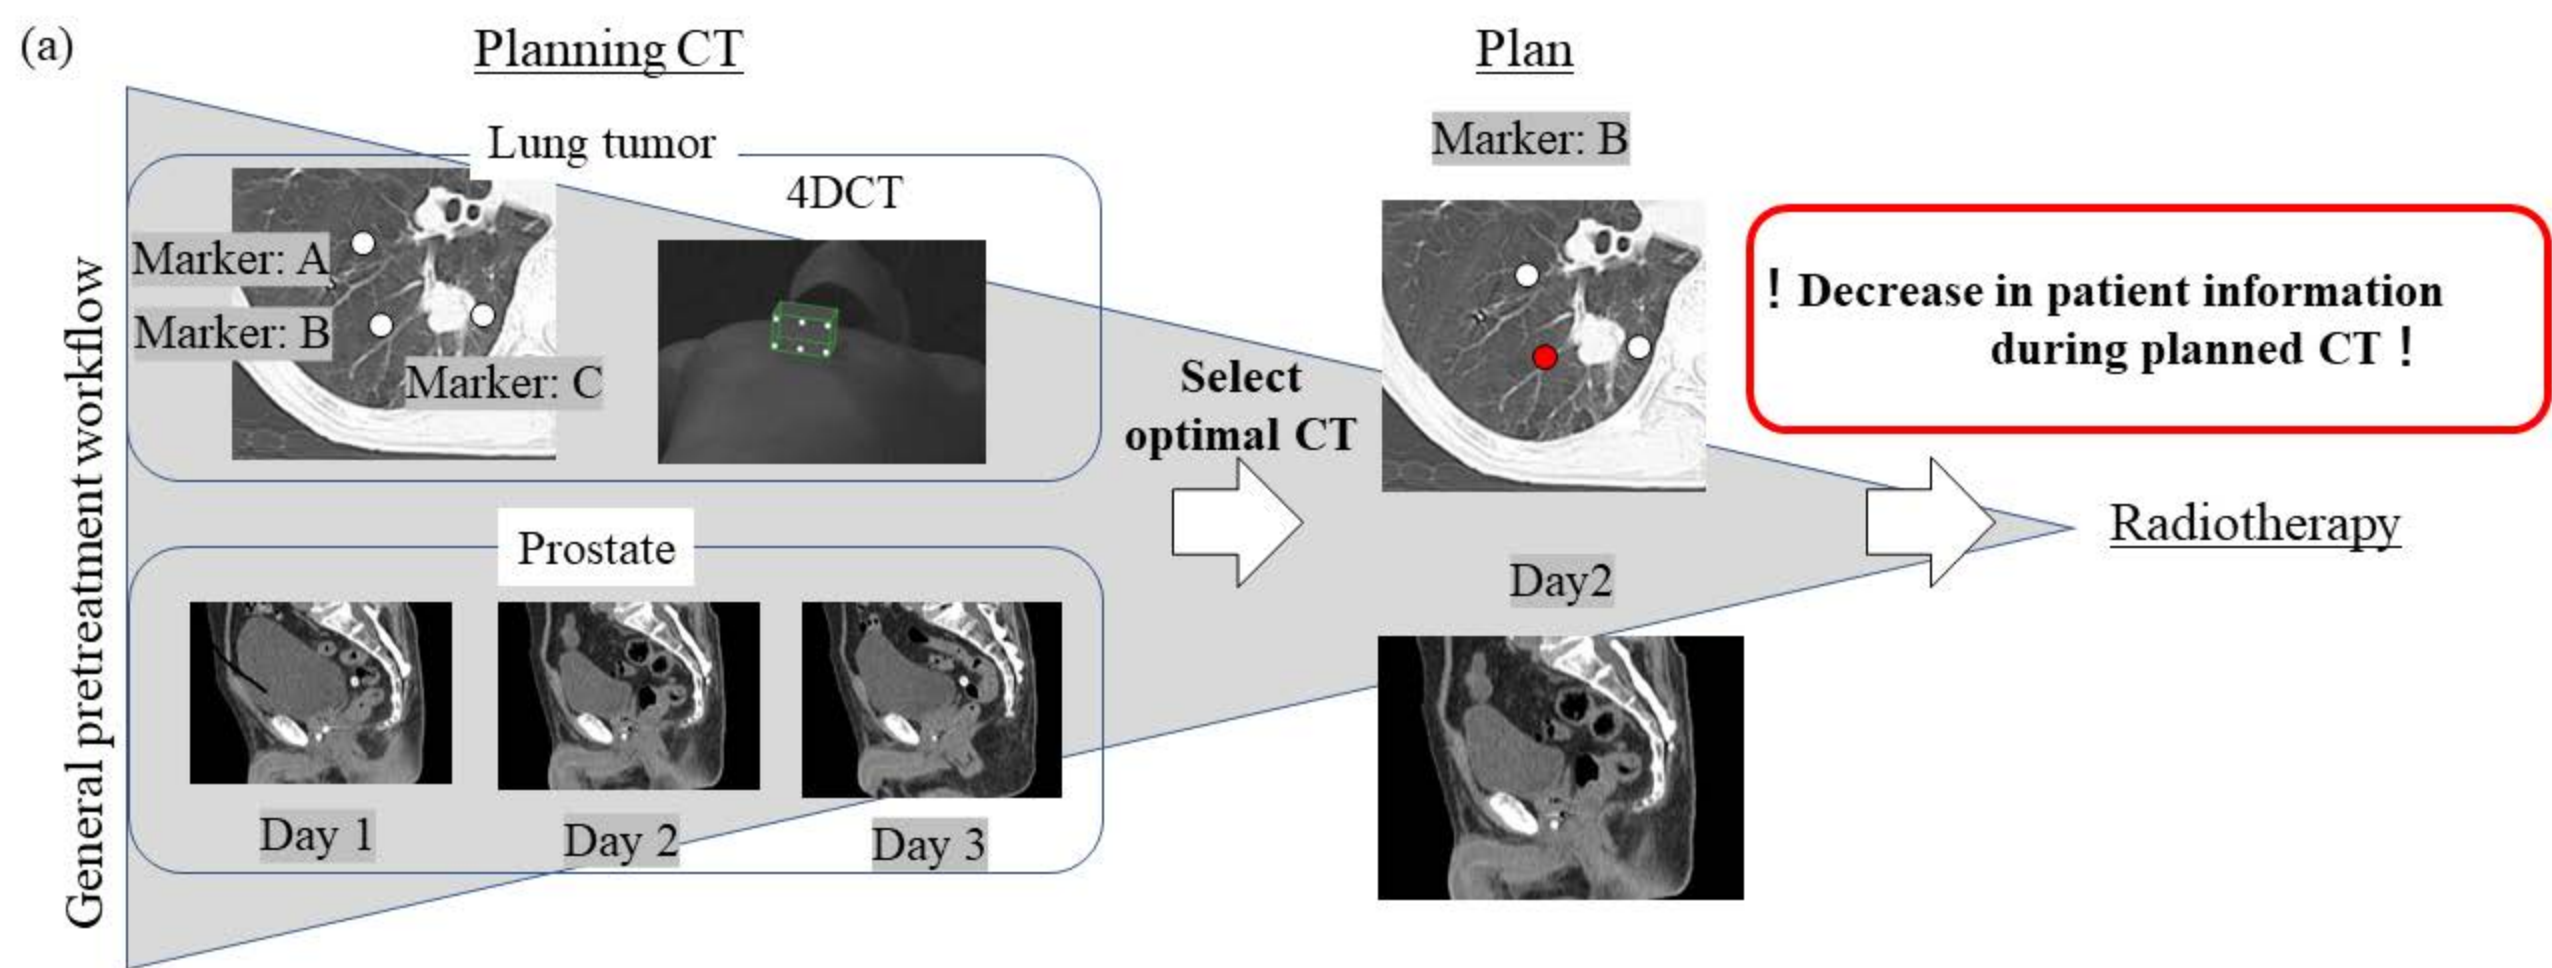 (a)
Planning CT
Plan
General pretreatment workflow
Lung tumor
4DCT
Marker: A
Marker: B
Marker: C
Prostate
Day 1
Day 2
Day 3
Select
optimal CT
Marker: B
Day2
! Decrease in patient information
during planned CT !
Radiotherapy